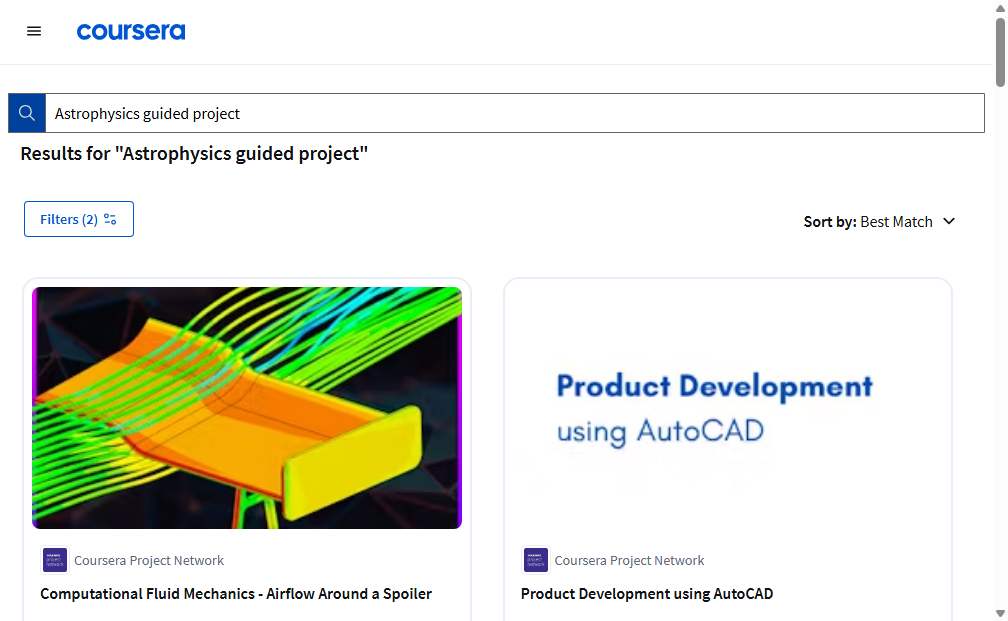 coursera
Astrophysics guided project
Results for "Astrophysics guided project"
Filters (2)
Sort by: Best Match
Product Development
using AutoCAD
Coursera Project Network
Computational Fluid Mechanics - Airflow Around a Spoiler
Coursera Project Network
Product Development using AutoCAD